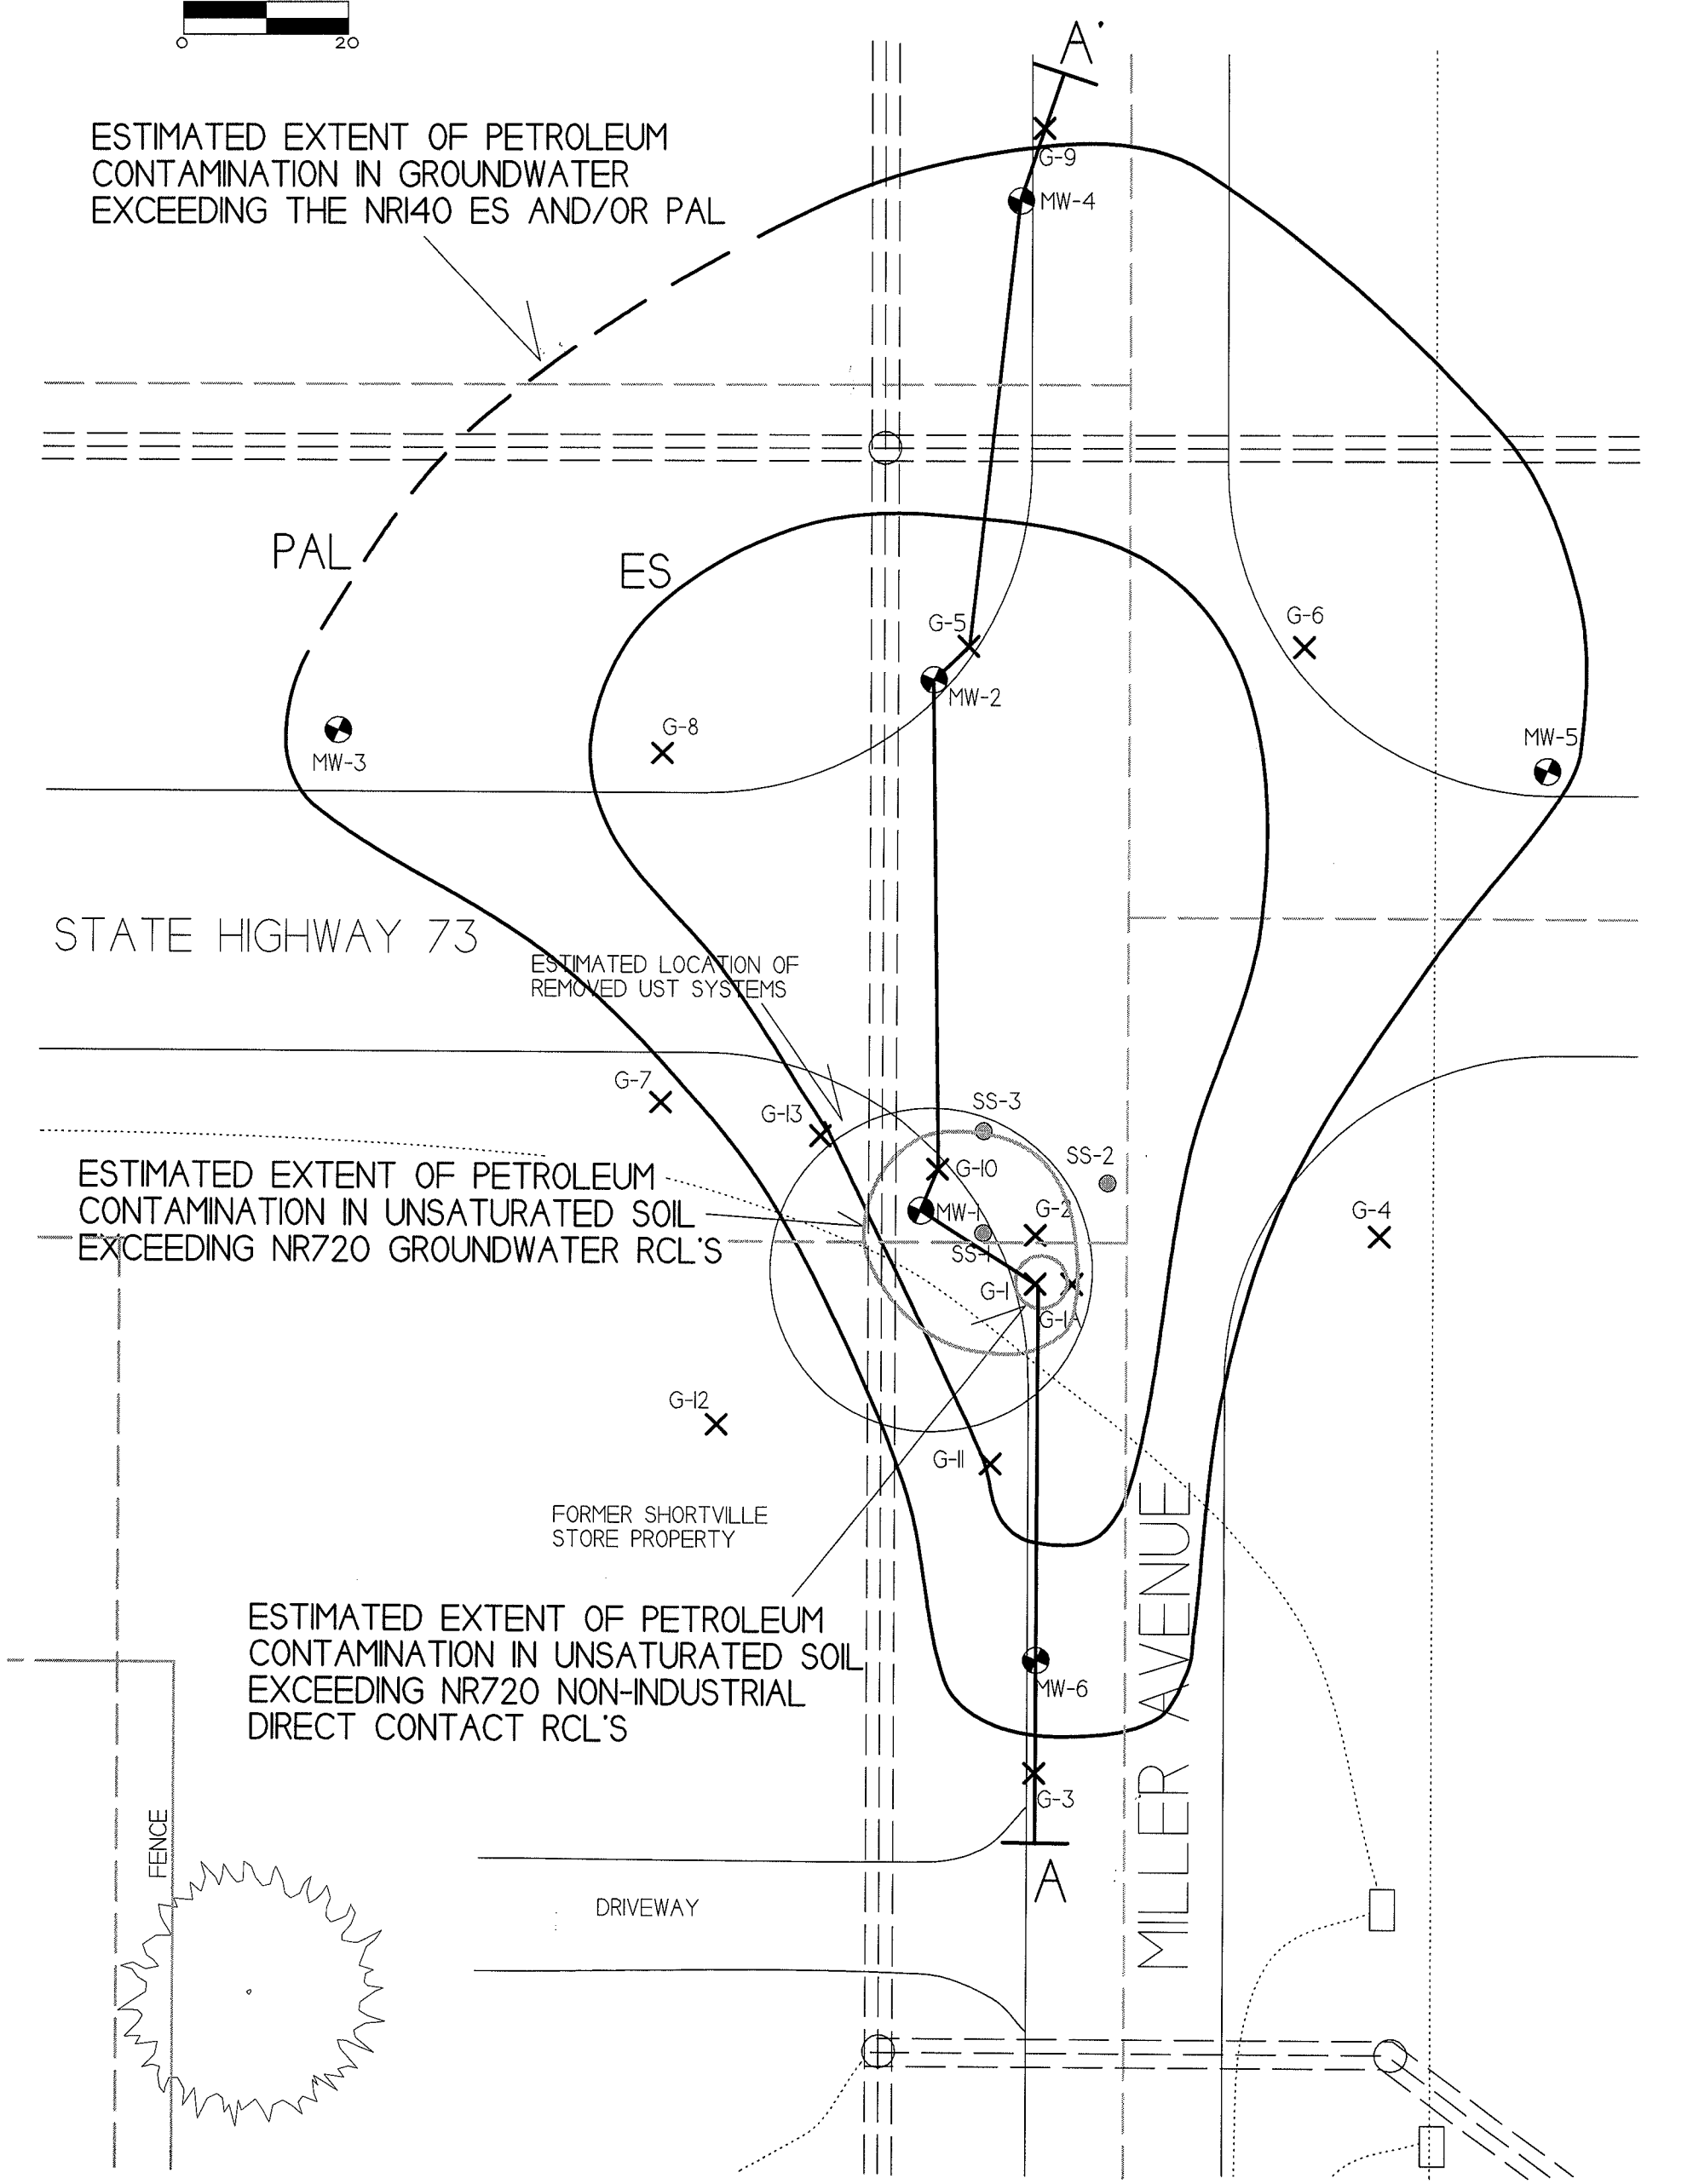 0 20
A'
ESTIMATED EXTENT OF PETROLEUM
CONTAMINATION IN GROUNDWATER
EXCEEDING THE NR140 ES AND/OR PAL
G-9
MW-4
PAL
ES
G-5
G-6
MW-2
G-8
MW-3
MW-5
STATE HIGHWAY 73
ESTIMATED LOCATION OF
REMOVED UST SYSTEMS
G-7
G-13
SS-3
SS-2
G-10
ESTIMATED EXTENT OF PETROLEUM
CONTAMINATION IN UNSATURATED SOIL
EXCEEDING NR720 GROUNDWATER RCL'S
MW-1
G-2
G-4
SS-1
G-1
G-1A
G-12
G-11
FORMER SHORTVILLE
STORE PROPERTY
ESTIMATED EXTENT OF PETROLEUM
CONTAMINATION IN UNSATURATED SOIL
EXCEEDING NR720 NON-INDUSTRIAL
DIRECT CONTACT RCL'S
MW-6
MILLER AVENUE
G-3
A
FENCE
DRIVEWAY